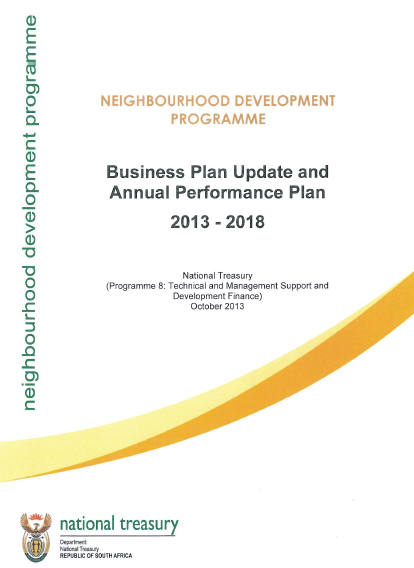 neighbourhood development programme
NEIGHBOURHOOD DEVELOPMENT
PROGRAMME
Business Plan Update and
Annual Performance Plan
2013 - 2018
National Treasury
(Programme 8: Technical and Management Support and
Development Finance)
October 2013
national treasury
Department:
National Treasury
REPUBLIC OF SOUTH AFRICA